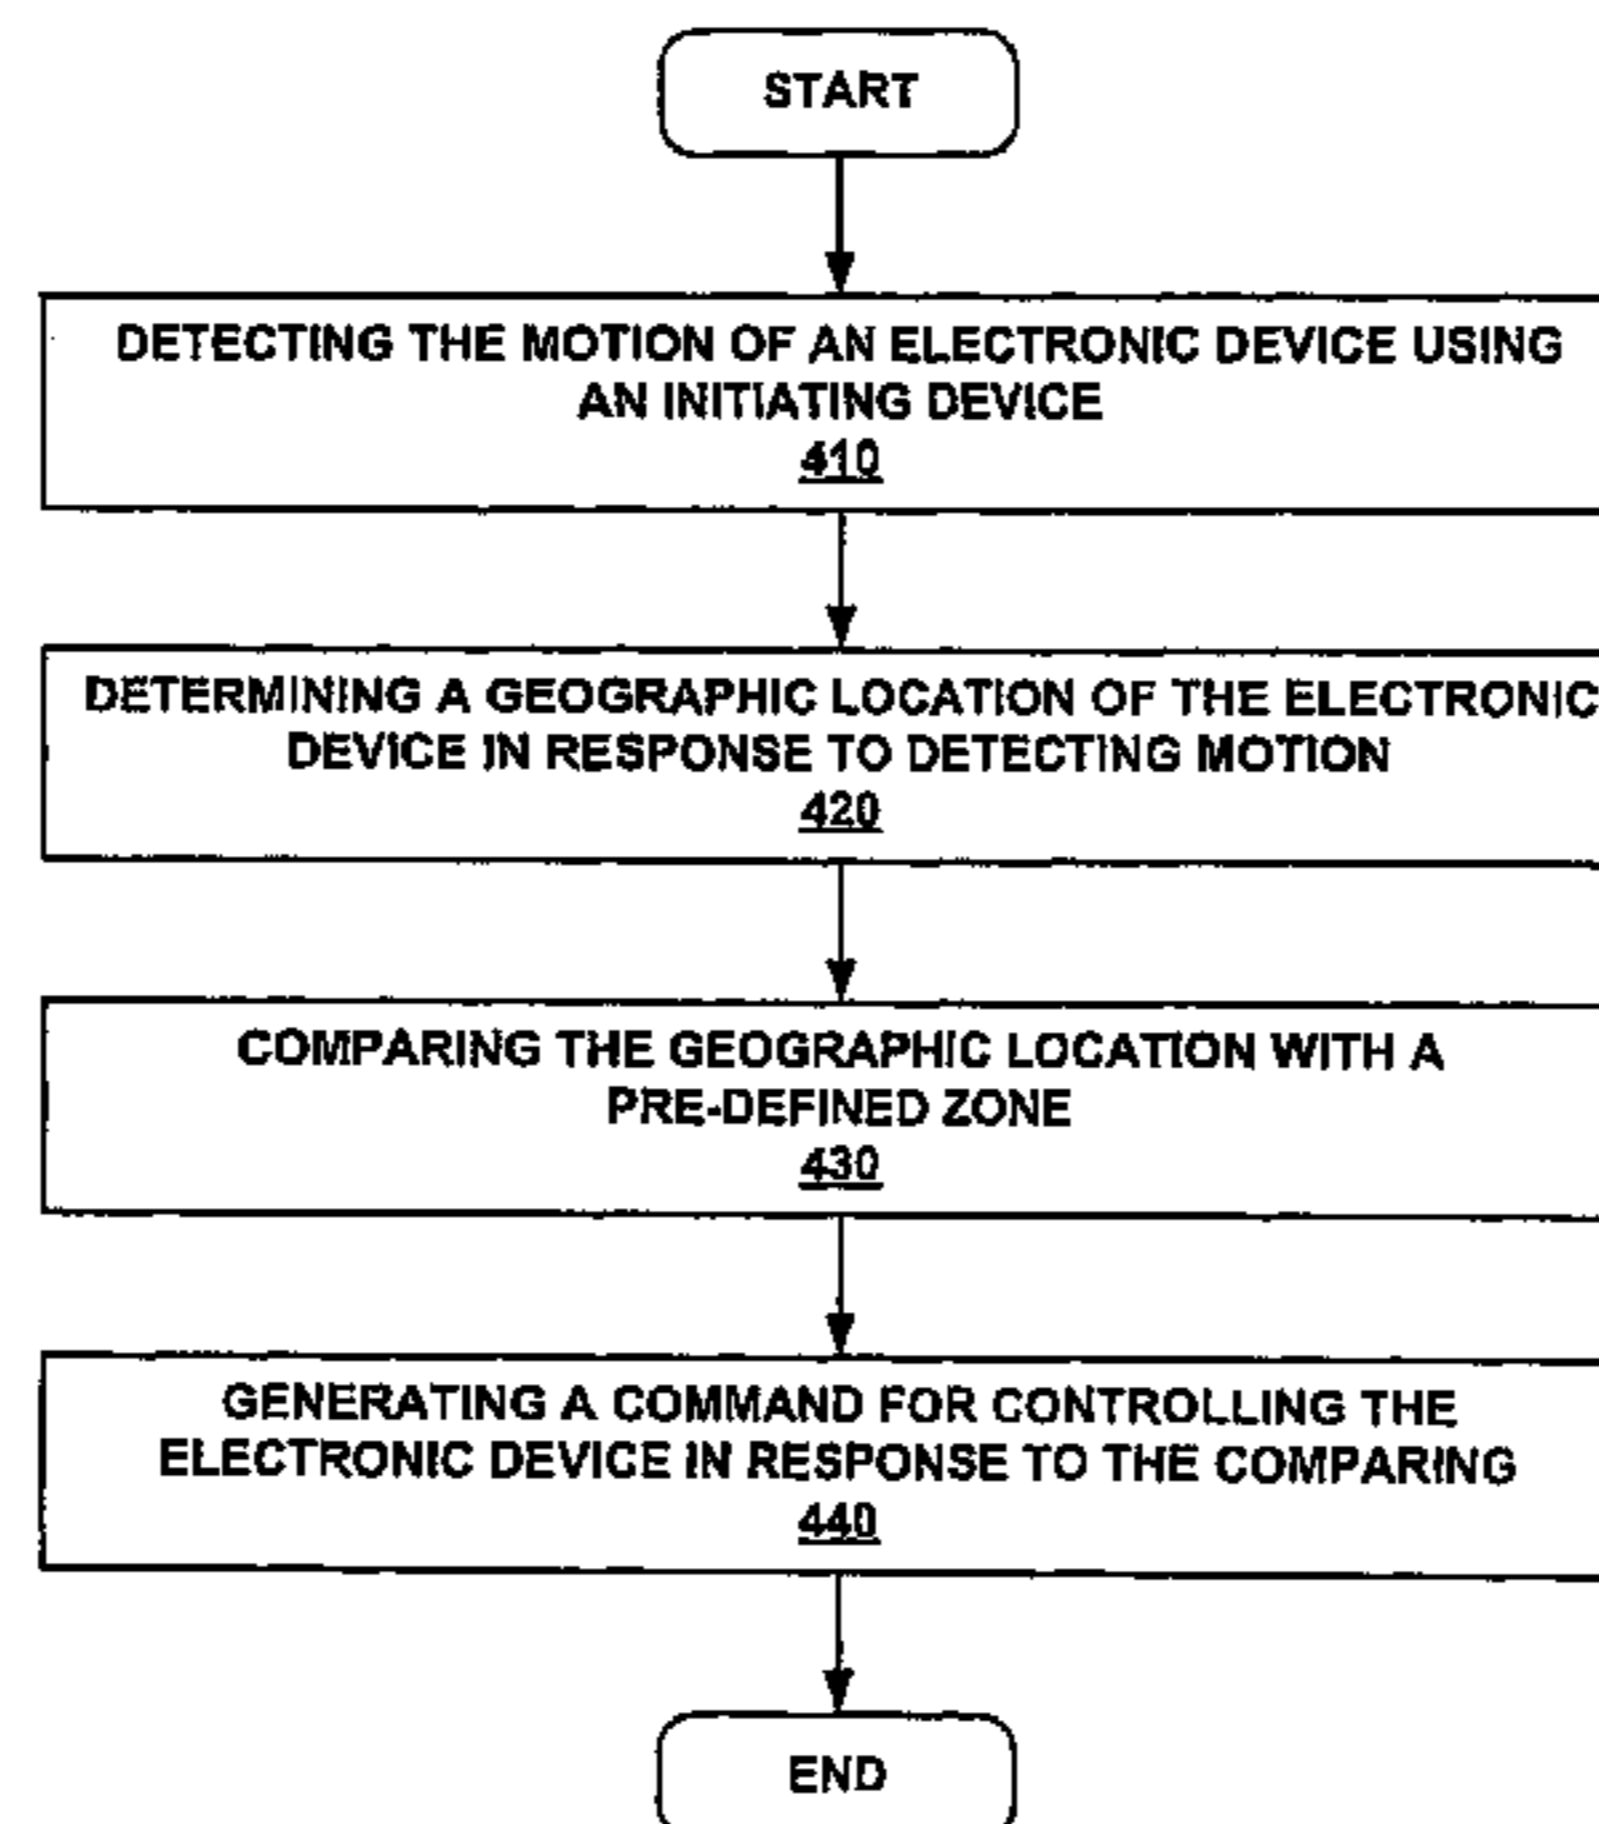 START
DETECTING THE MOTION OF AN ELECTRONIC DEVICE USING
AN INITIATING DEVICE
410
DETERMINING A GEOGRAPHIC LOCATION OF THE ELECTRONIC
DEVICE IN RESPONSE TO DETECTING MOTION
420
COMPARING THE GEOGRAPHIC LOCATION WITH A
PRE-DEFINED ZONE
430
GENERATING A COMMAND FOR CONTROLLING THE
ELECTRONIC DEVICE IN RESPONSE TO THE COMPARING
440
END